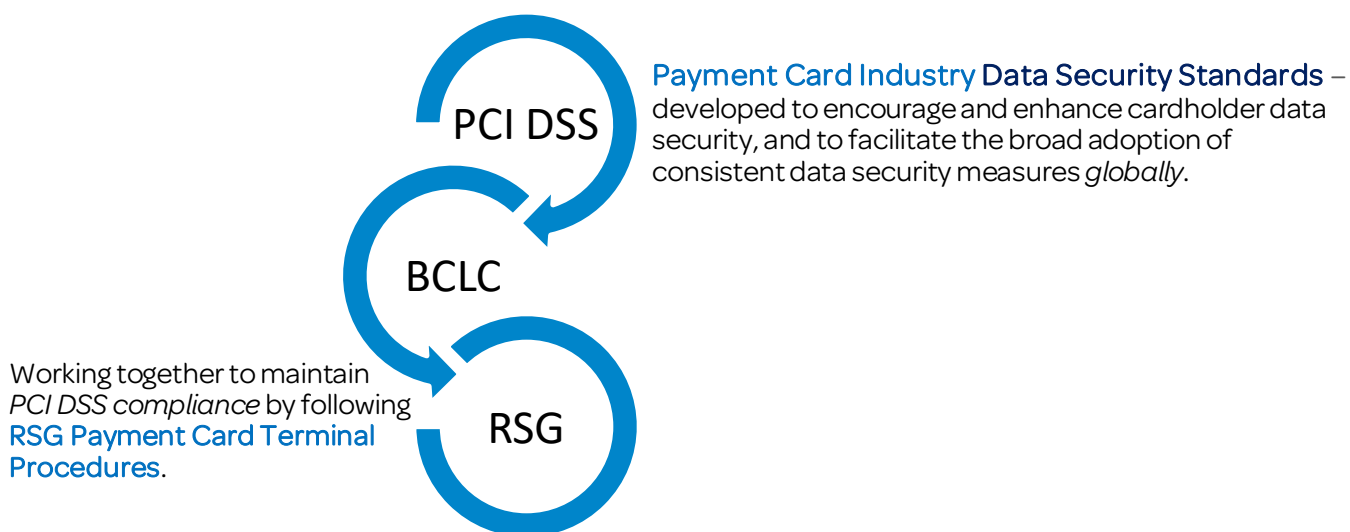 PCI DSS
Payment Card Industry Data Security Standards –
developed to encourage and enhance cardholder data
security, and to facilitate the broad adoption of
consistent data security measures globally.
BCLC
Working together to maintain
PCI DSS compliance by following
RSG Payment Card Terminal
Procedures.
RSG